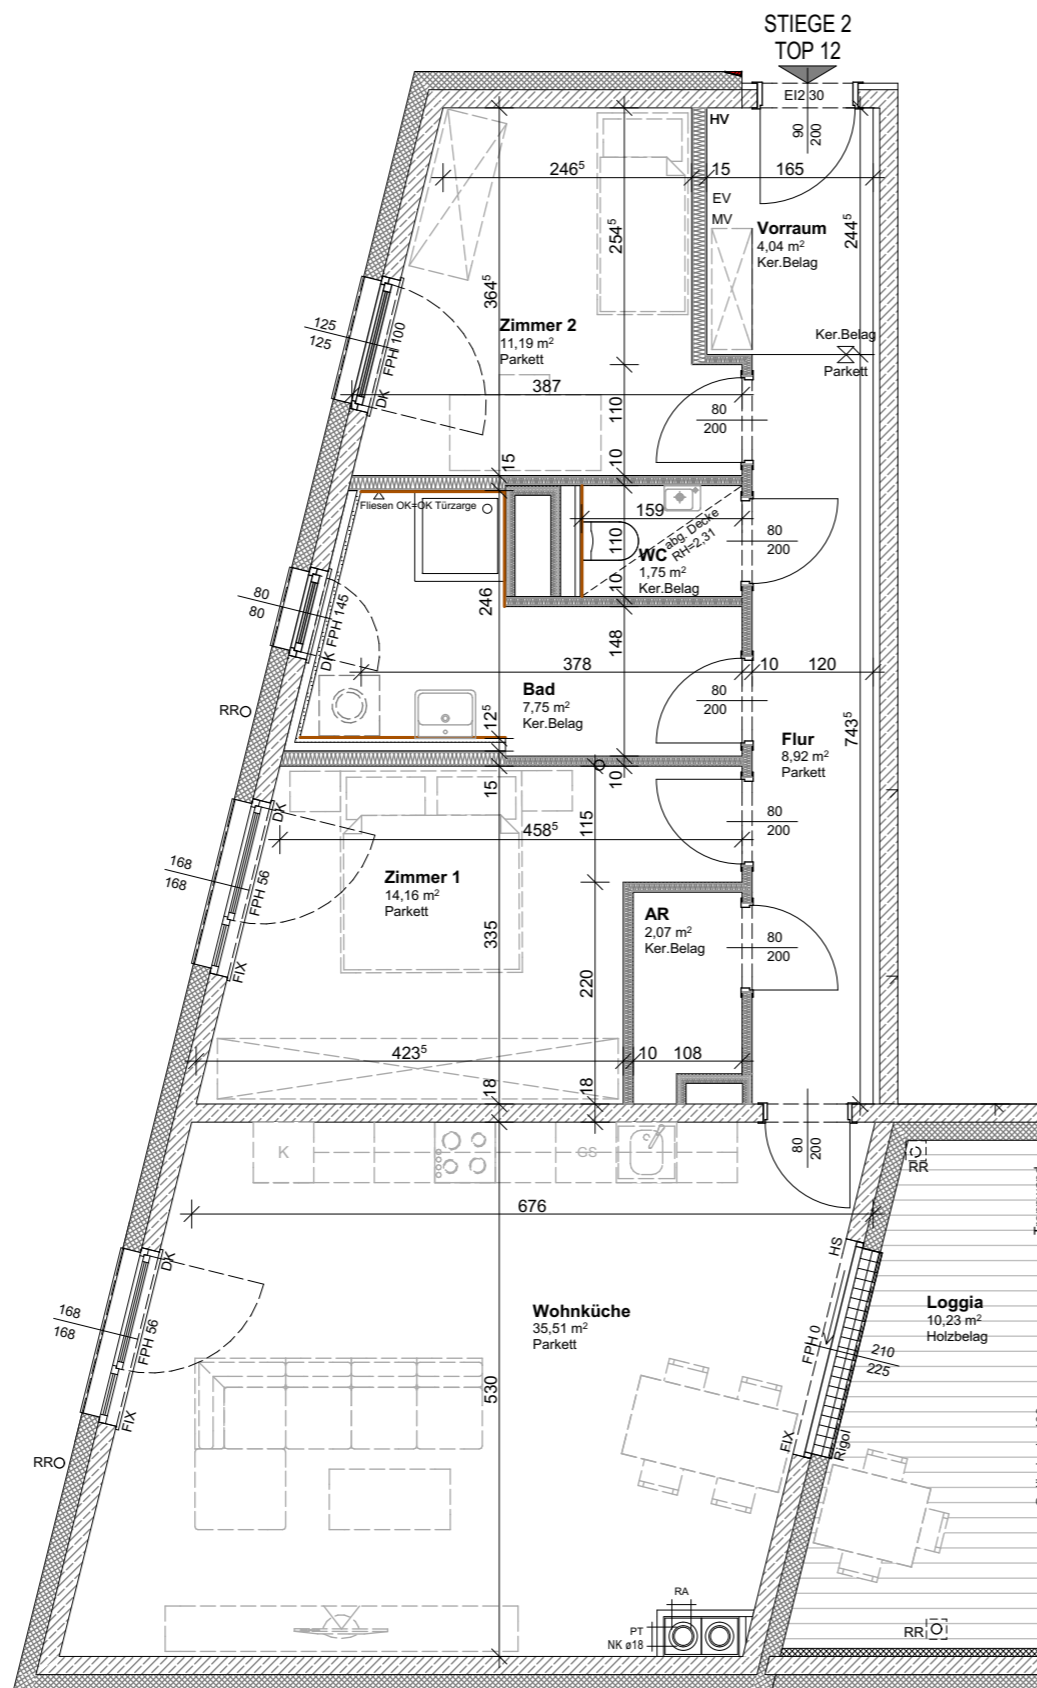 STIEGE 2
TOP 12
EI2 30
90
200
HV
246⁵
15
165
EV
MV
Vorraum
4,04 m²
Ker.Belag
244⁵
254⁵
364⁵
Zimmer 2
11,19 m²
Parkett
125
125
FPH 100
DK
Ker.Belag
Parkett
387
110
80
200
15
10
Fliesen OK=OK Türzarge
159
abg. Decke
RH=2,31
110
WC
1,75 m²
Ker.Belag
80
200
10
80
80
FPH 145
DK
246
148
378
10
120
Bad
7,75 m²
Ker.Belag
80
200
RR
12⁵
Flur
8,92 m²
Parkett
743⁵
15
10
DK
458⁵
115
80
200
168
168
FPH 56
Zimmer 1
14,16 m²
Parkett
335
AR
2,07 m²
Ker.Belag
80
200
FIX
220
423⁵
10
108
18
18
K
GS
80
200
RR
676
DK
HS
168
168
FPH 56
Wohnküche
35,51 m²
Parkett
Loggia
10,23 m²
Holzbelag
FPH 0
210
225
530
FIX
FIX
Rigol
RR
RA
PT
NK ø18
RR